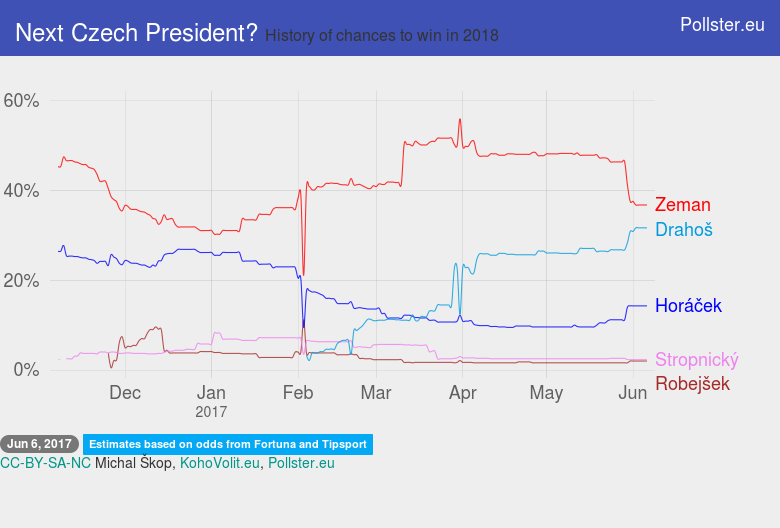 Next Czech President? History of chances to win in 2018
Pollster.eu
60%
40%
20%
0%
Zeman
Drahoš
Horáček
Stropnický
Robejšek
Dec Jan Feb Mar Apr May Jun
2017
Jun 6, 2017 Estimates based on odds from Fortuna and Tipsport
CC-BY-SA-NC Michal Škop, KohoVolit.eu, Pollster.eu